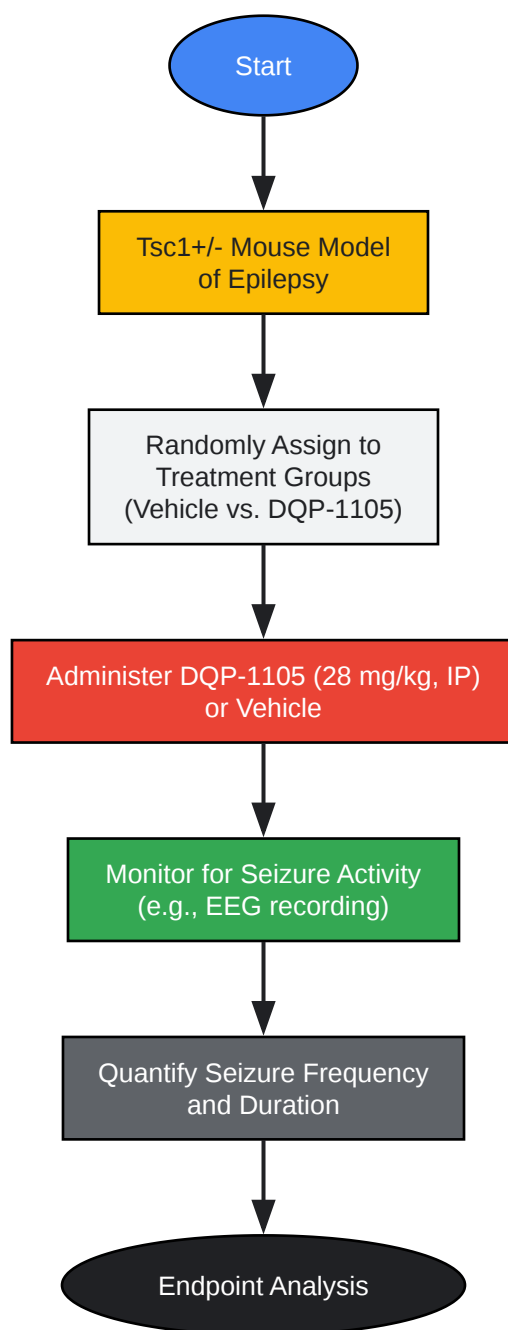 Start
Tsc1+/- Mouse Model
of Epilepsy
Randomly Assign to
Treatment Groups
(Vehicle vs. DQP-1105)
Administer DQP-1105 (28 mg/kg, IP)
or Vehicle
Monitor for Seizure Activity
(e.g., EEG recording)
Quantify Seizure Frequency
and Duration
Endpoint Analysis